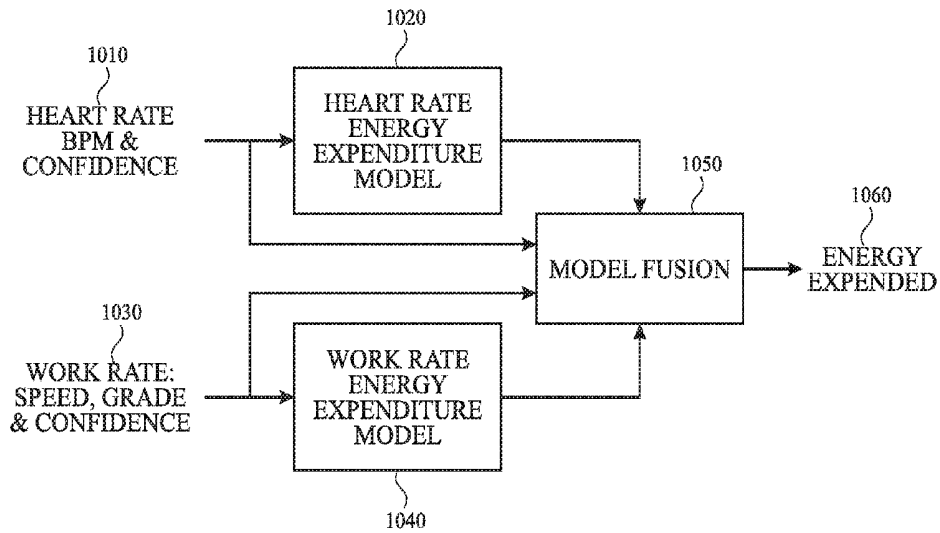 1010
HEART RATE
BPM &
CONFIDENCE
1020
HEART RATE
ENERGY
EXPENDITURE
MODEL
1050
MODEL FUSION
1060
ENERGY
EXPENDED
1030
WORK RATE:
SPEED, GRADE
& CONFIDENCE
WORK RATE
ENERGY
EXPENDITURE
MODEL
1040